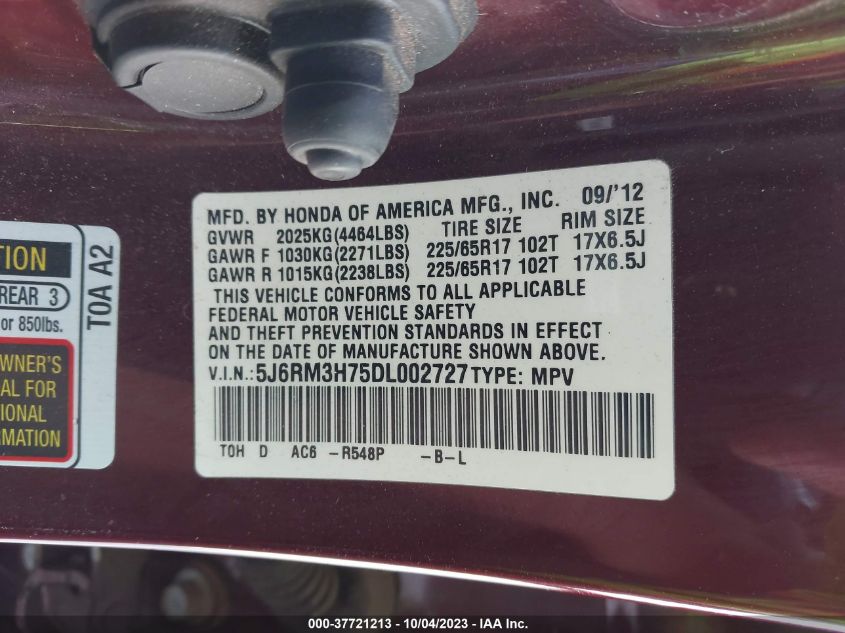 MFD. BY HONDA OF AMERICA MFG., INC. 09/'12
GVWR 2025KG(4464LBS) TIRE SIZE RIM SIZE
GAWR F 1030KG(2271LBS) 225/65R17 102T 17X6.5J
GAWR R 1015KG(2238LBS) 225/65R17 102T 17X6.5J
THIS VEHICLE CONFORMS TO ALL APPLICABLE
FEDERAL MOTOR VEHICLE SAFETY
AND THEFT PREVENTION STANDARDS IN EFFECT
ON THE DATE OF MANUFACTURE SHOWN ABOVE.
V.I.N.:5J6RM3H75DL002727 TYPE: MPV
T0H D AC6 -R548P -B-L
REAR 3
or 850lbs.
T0A A2
AL FOR
000-37721213 - 10/04/2023 - IAA Inc.